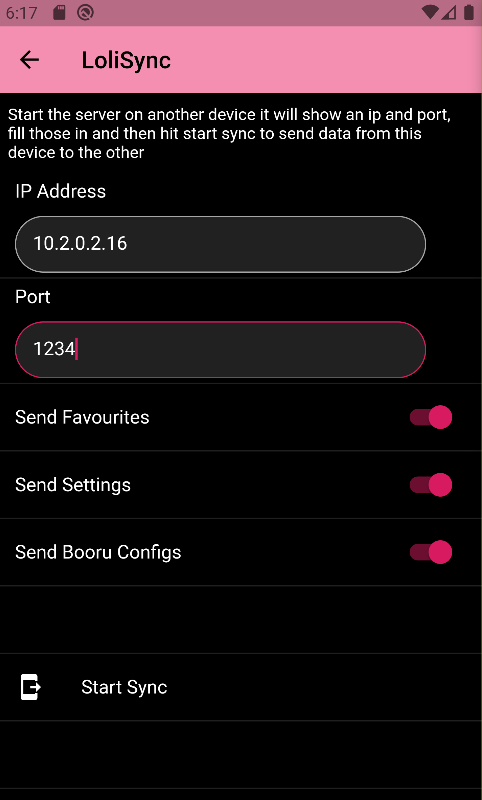 6:17
LoliSync
Start the server on another device it will show an ip and port,
fill those in and then hit start sync to send data from this
device to the other
IP Address
10.2.0.2.16
Port
1234
Send Favourites
Send Settings
Send Booru Configs
Start Sync